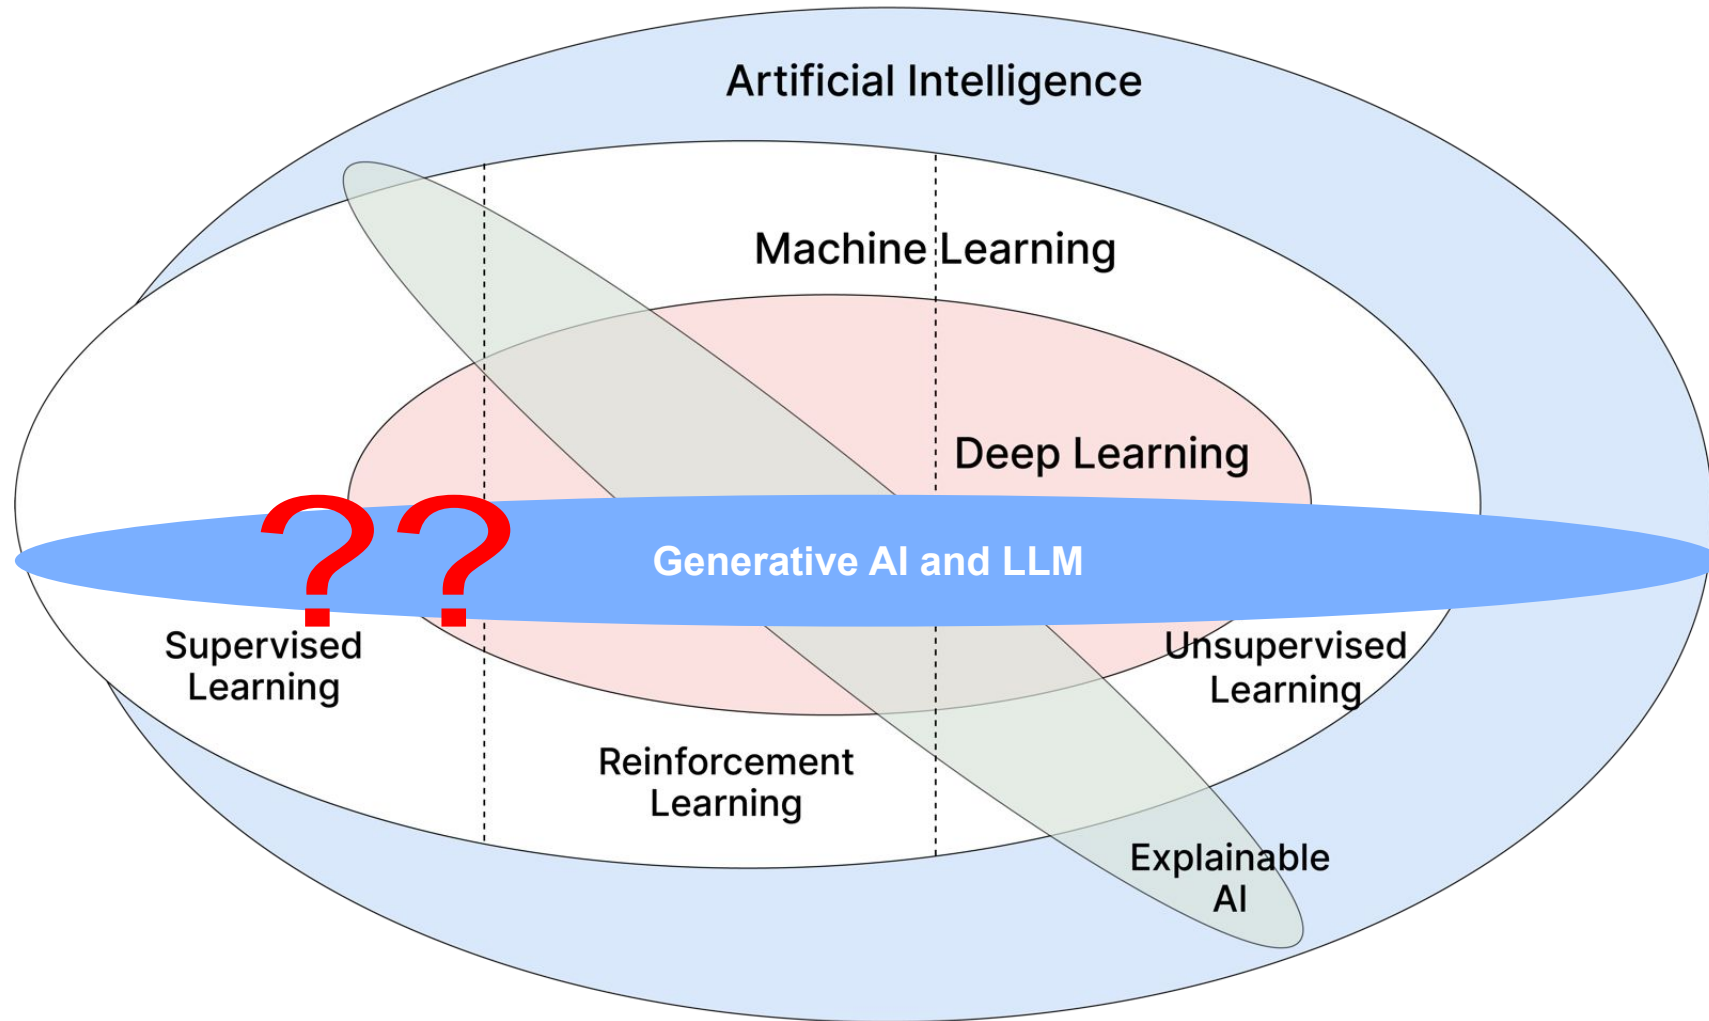 Artificial Intelligence
Machine Learning
Deep Learning
??
Generative AI and LLM
Supervised
Learning
Unsupervised
Learning
Reinforcement
Learning
Explainable
AI